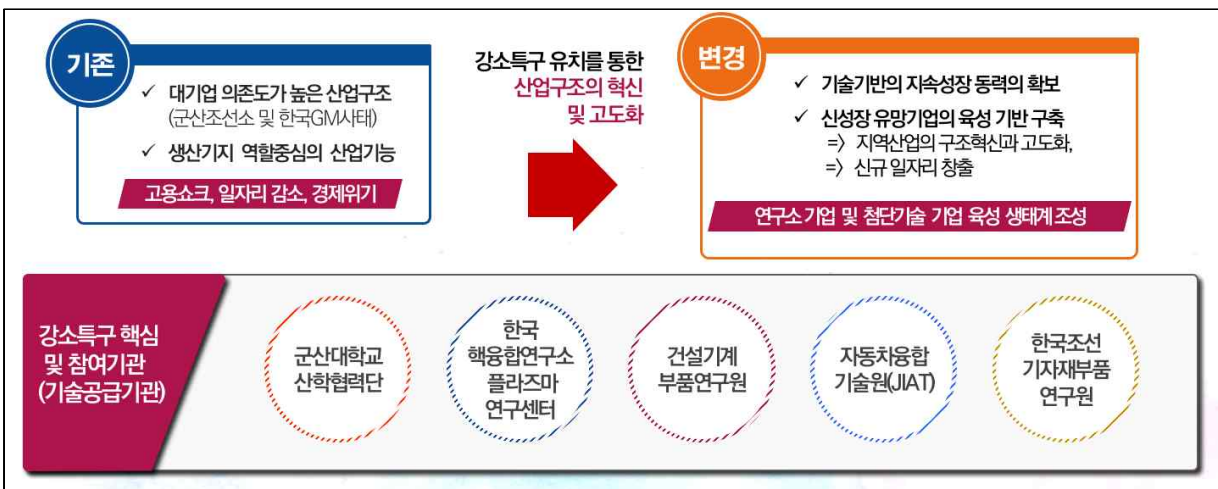 기존
✓ 대기업 의존도가 높은 산업구조
(군산조선소 및 한국GM사태)
✓ 생산기지 역할중심의 산업기능
고용쇼크, 일자리 감소, 경제위기
강소특구 유치를 통한
산업구조의 혁신
및 고도화
변경
✓ 기술기반의 지속성장 동력의 확보
✓ 신성장 유망기업의 육성 기반 구축
=> 지역산업의 구조혁신과 고도화,
=> 신규 일자리 창출
연구소 기업 및 첨단기술 기업 육성 생태계 조성
강소특구 핵심
및 참여기관
(기술공급기관)
군산대학교
산학협력단
한국
핵융합연구소
플라즈마
연구센터
건설기계
부품연구원
자동차융합
기술원(JIAT)
한국조선
기자재부품
연구원